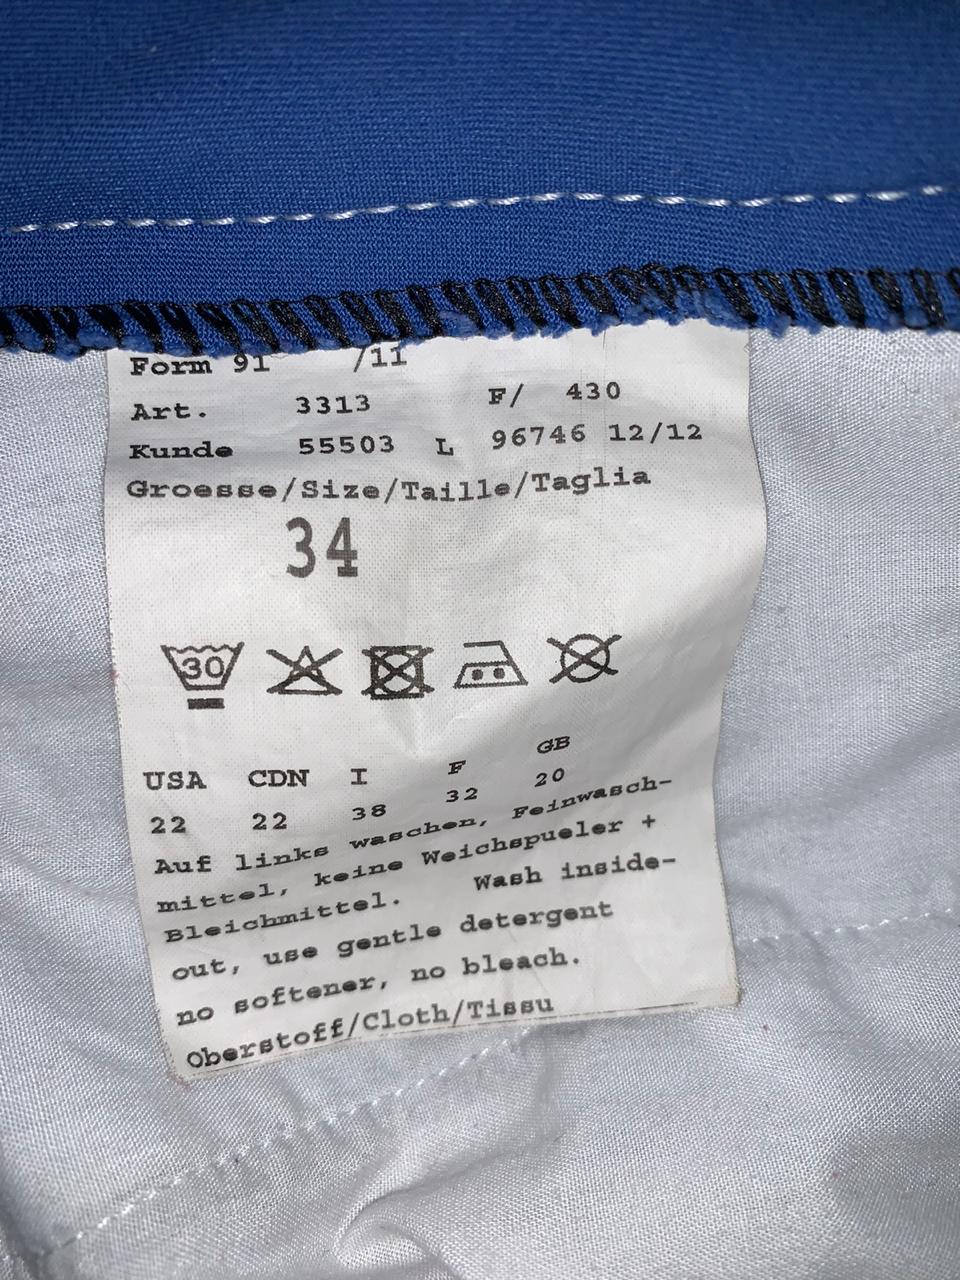 Form 91 /11
Art. 3313 F/ 430
Kunde 55503 L 96746 12/12
Groesse/Size/Taille/Taglia
34
30
USA CDN I F GB
22 22 38 32 20
Auf links waschen, Feinwasch-
mittel, keine Weichspueler +
Bleichmittel. Wash inside-
out, use gentle detergent
no softener, no bleach.
Oberstoff/Cloth/Tissu